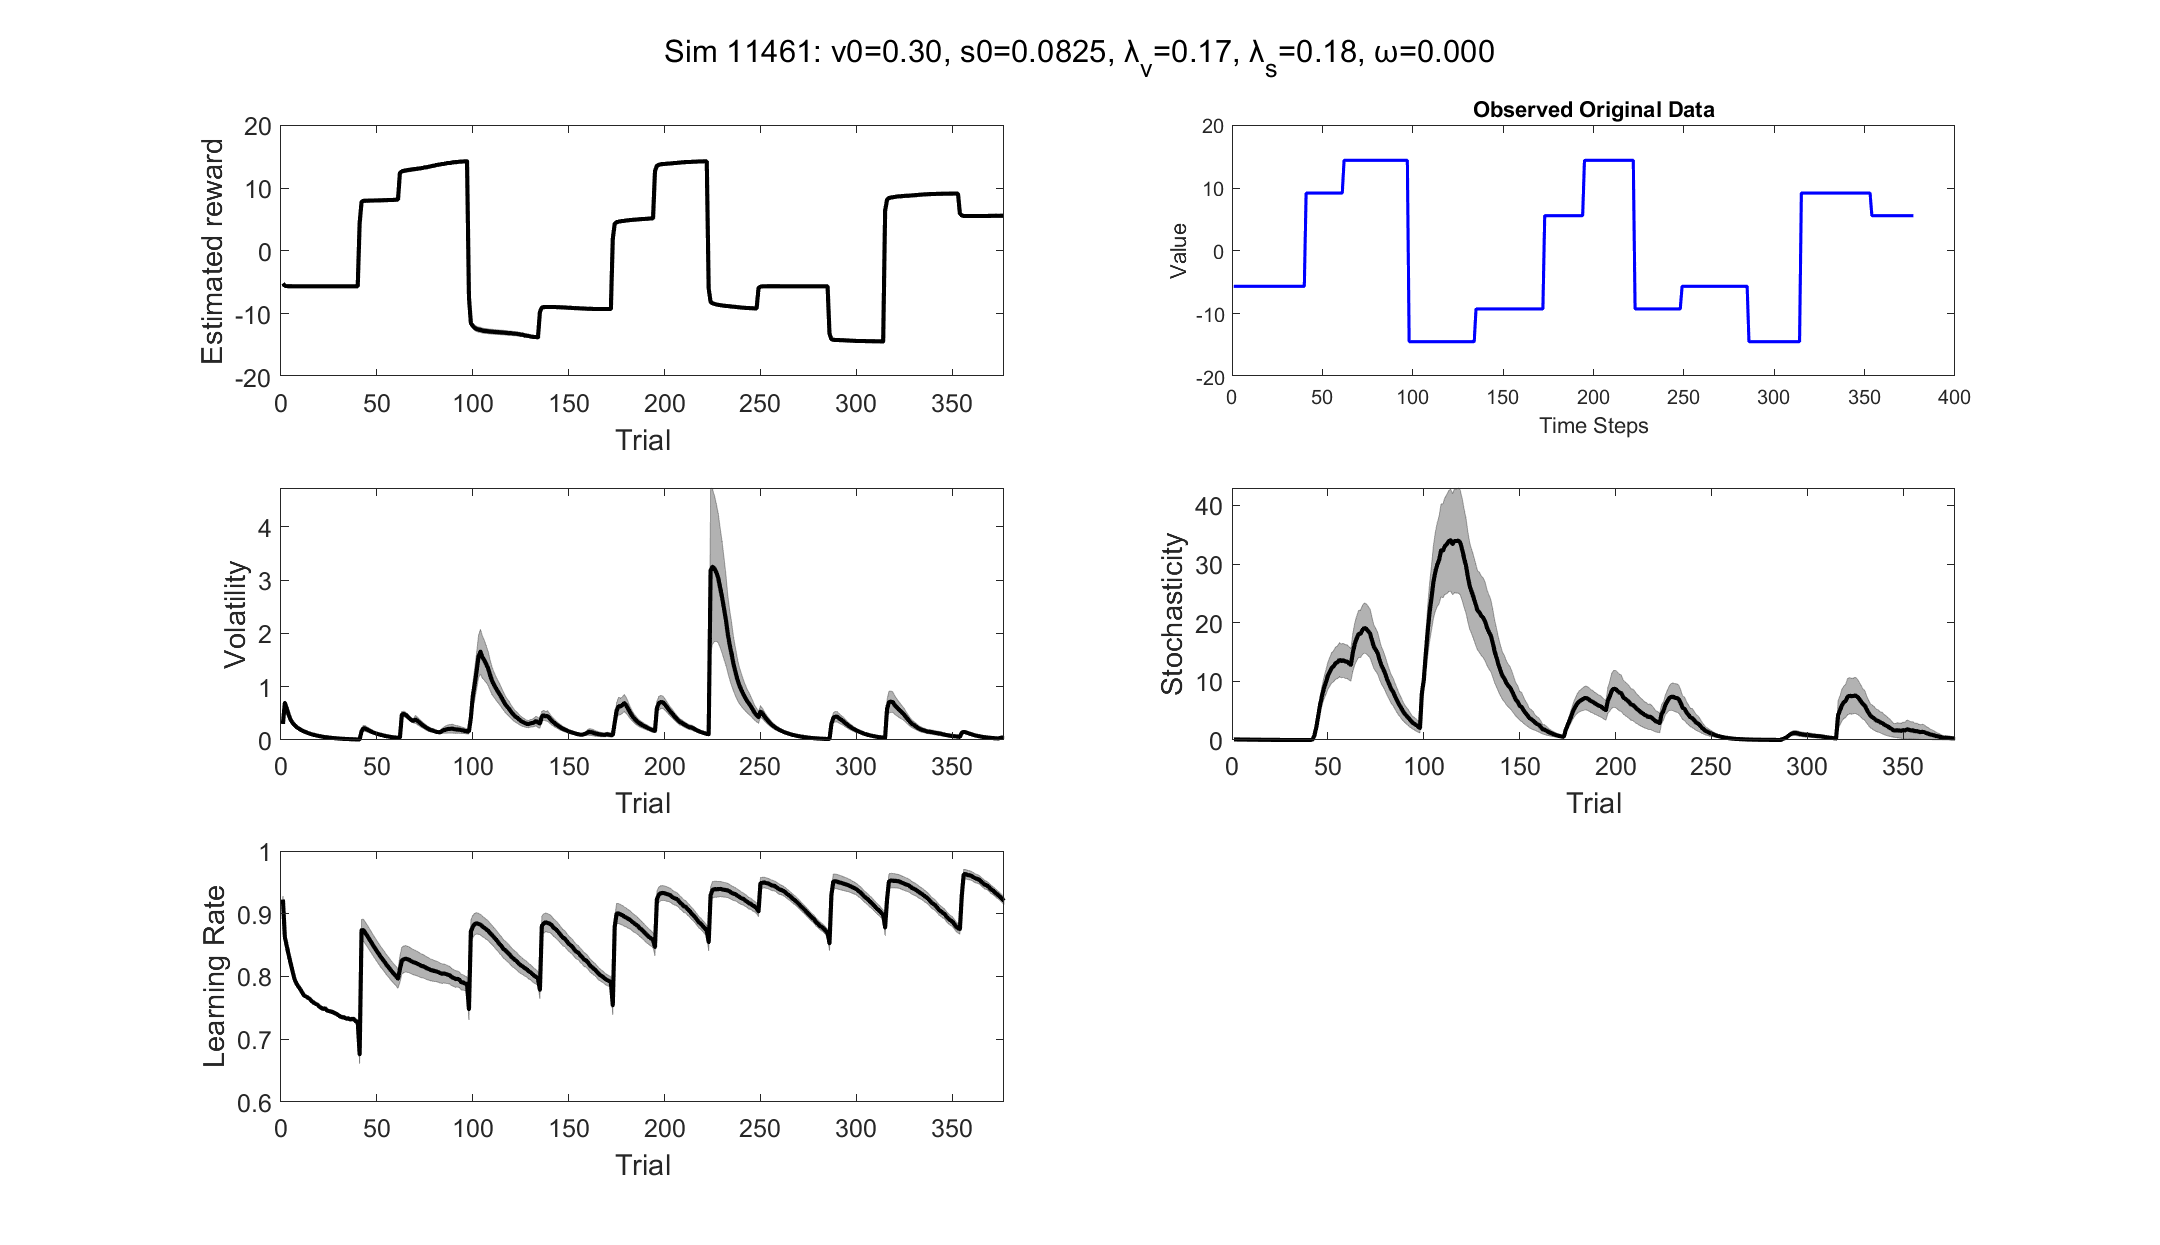 Sim 11461: v0=0.30, s0=0.0825, λ_v=0.17, λ_s=0.18, ω=0.000
Estimated reward
20
10
0
-10
-20
0 50 100 150 200 250 300 350
Trial
Observed Original Data
Value
20
10
0
-10
-20
0 50 100 150 200 250 300 350 400
Time Steps
Volatility
4
3
2
1
0
0 50 100 150 200 250 300 350
Trial
Stochasticity
40
30
20
10
0
0 50 100 150 200 250 300 350
Trial
Learning Rate
1
0.9
0.8
0.7
0.6
0 50 100 150 200 250 300 350
Trial